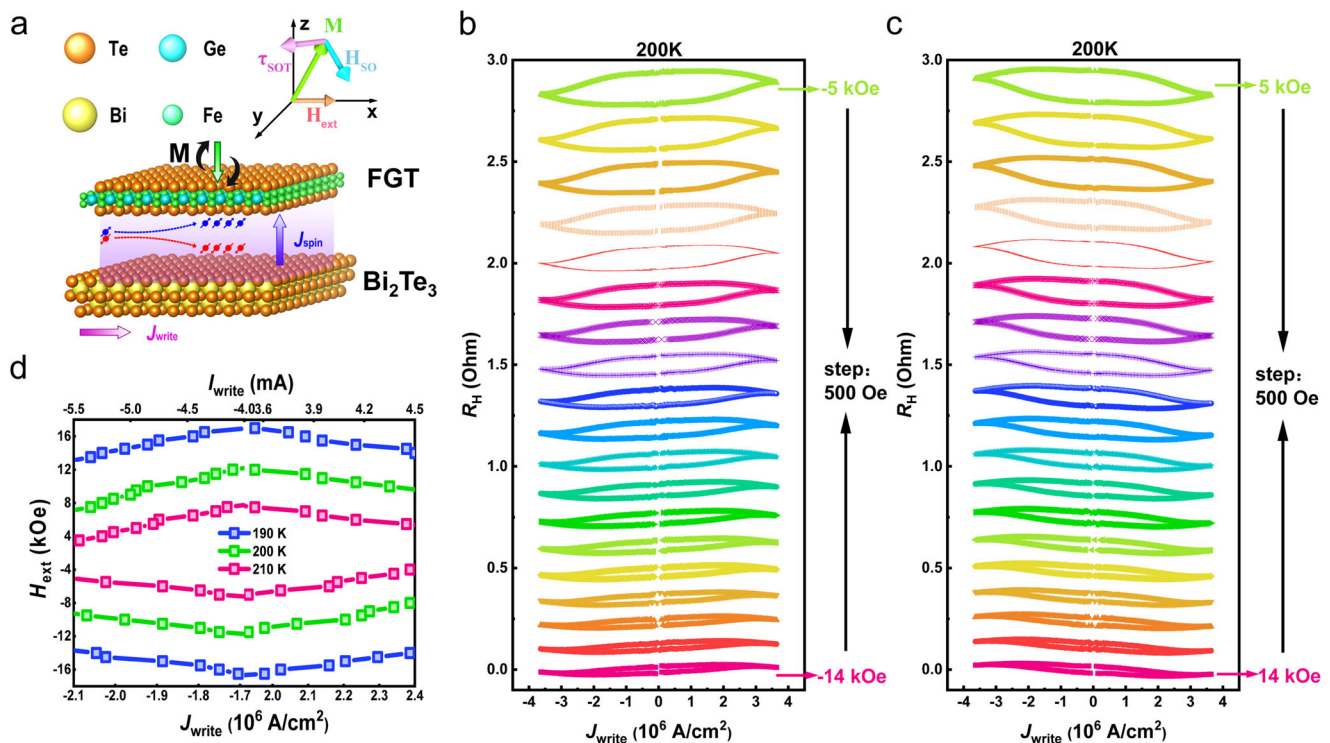 a
Te
Ge
Bi
Fe
z
M
τSOT
HSO
y
Hext
x
M
FGT
Jspin
Bi2Te3
Jwrite
b
200K
3.0
2.5
2.0
1.5
1.0
0.5
0.0
RH (Ohm)
-4 -3 -2 -1 0 1 2 3 4
Jwrite (10^6 A/cm^2)
-5 kOe
step:
500 Oe
-14 kOe
c
200K
RH (Ohm)
-4 -3 -2 -1 0 1 2 3 4
Jwrite (10^6 A/cm^2)
5 kOe
step:
500 Oe
14 kOe
d
Iwrite (mA)
-5.5 -5.0 -4.5 -4.03.6 3.9 4.2 4.5
16
12
8
4
-4
-8
-12
-16
Hext (kOe)
190 K
200 K
210 K
-2.1 -2.0 -1.9 -1.7 2.0 2.1 2.2 2.4
Jwrite (10^6 A/cm^2)